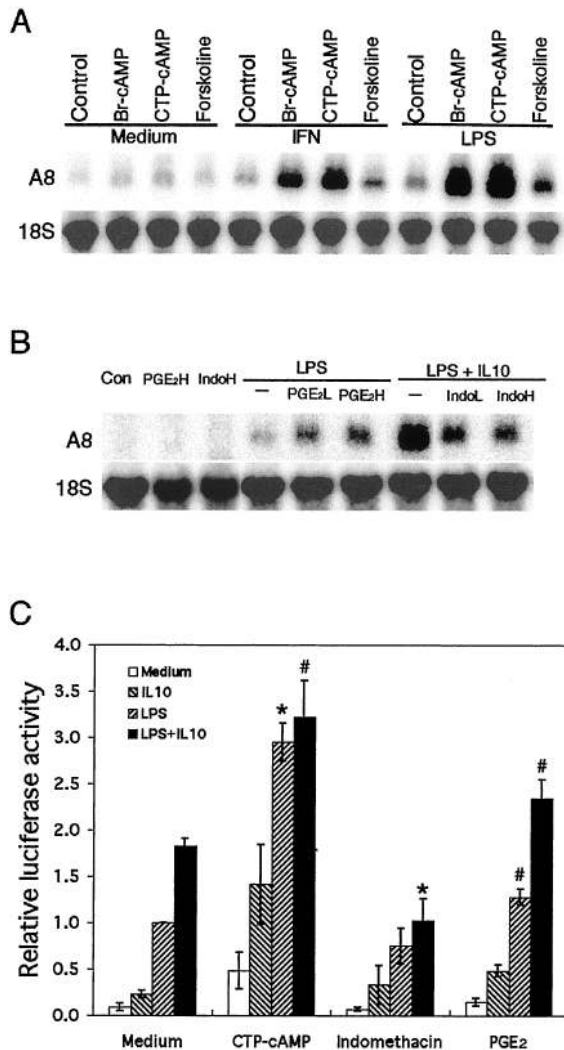 A
Control Br-cAMP CTP-cAMP Forskoline Control Br-cAMP CTP-cAMP Forskoline Control Br-cAMP CTP-cAMP Forskoline
Medium IFN LPS
A8
18S
B
LPS LPS + IL10
Con PGE2H IndoH – PGE2L PGE2H – IndoL IndoH
A8
18S
C
Relative luciferase activity
4.0
3.5
3.0
2.5
2.0
1.5
1.0
0.5
0.0
Medium
IL10
LPS
LPS+IL10
* #
*
# #
Medium CTP-cAMP Indomethacin PGE2